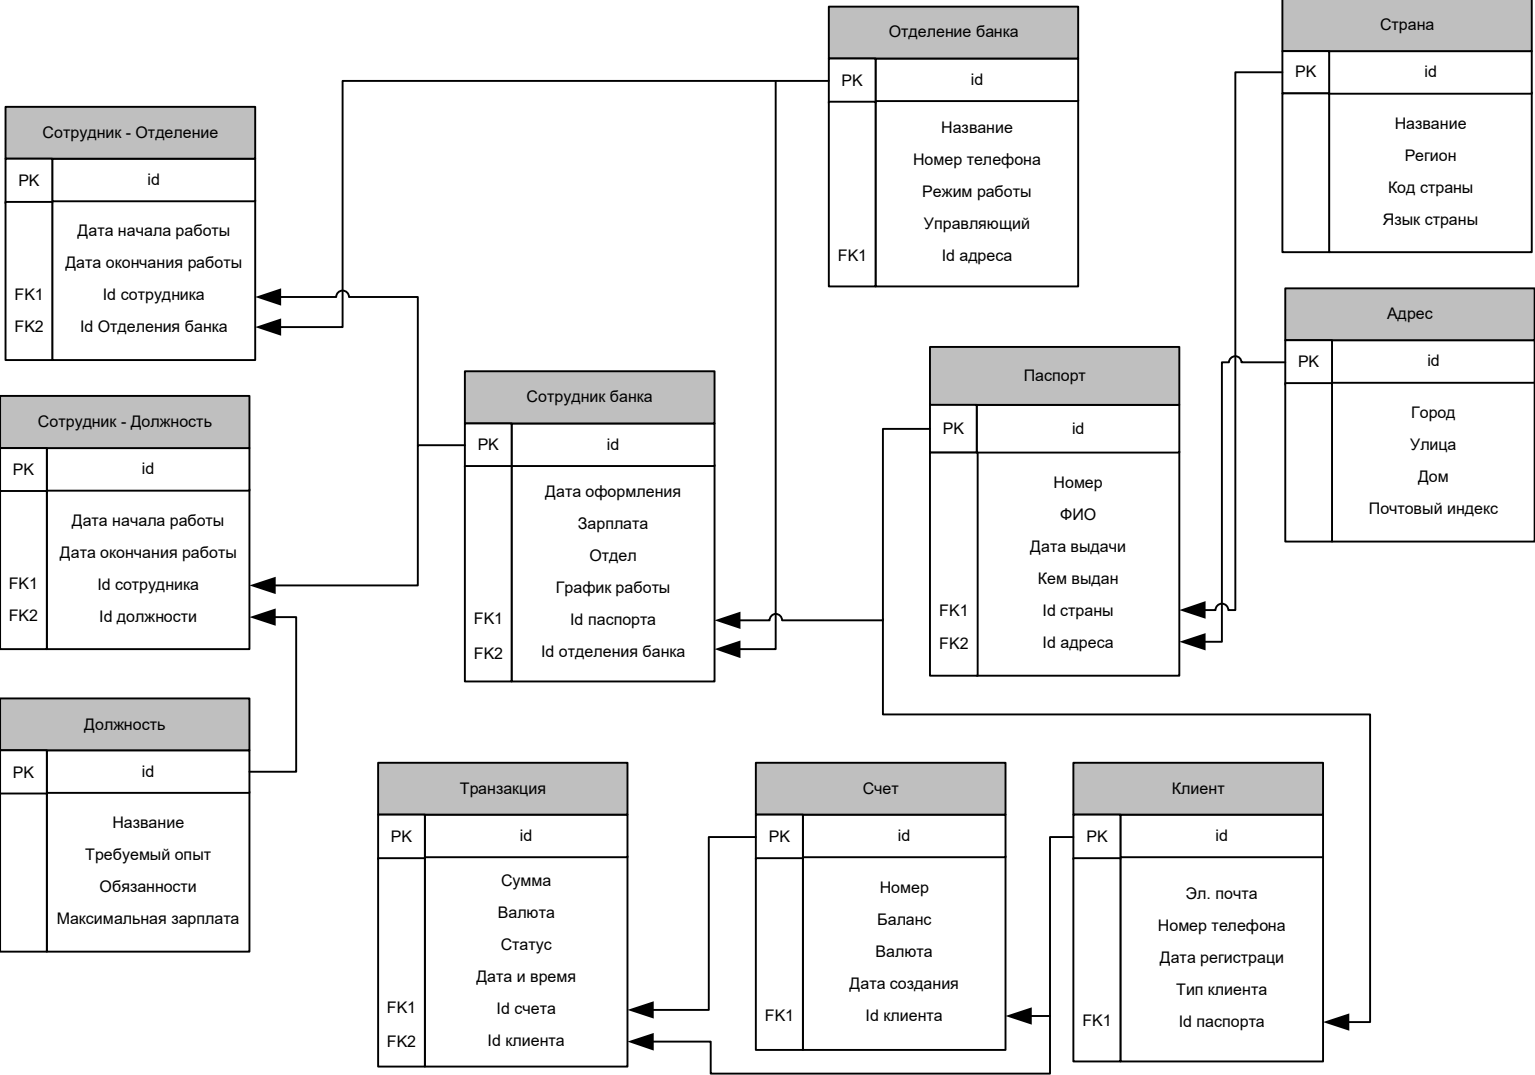 Отделение банка
PK
id
Название
Номер телефона
Режим работы
Управляющий
FK1
Id адреса
Страна
PK
id
Название
Регион
Код страны
Язык страны
Сотрудник - Отделение
PK
id
Дата начала работы
Дата окончания работы
FK1
Id сотрудника
FK2
Id Отделения банка
Адрес
PK
id
Город
Улица
Дом
Почтовый индекс
Паспорт
PK
id
Номер
ФИО
Дата выдачи
Кем выдан
FK1
Id страны
FK2
Id адреса
Сотрудник банка
PK
id
Дата оформления
Зарплата
Отдел
График работы
FK1
Id паспорта
FK2
Id отделения банка
Сотрудник - Должность
PK
id
Дата начала работы
Дата окончания работы
FK1
Id сотрудника
FK2
Id должности
Должность
PK
id
Название
Требуемый опыт
Обязанности
Максимальная зарплата
Транзакция
PK
id
Сумма
Валюта
Статус
Дата и время
FK1
Id счета
FK2
Id клиента
Счет
PK
id
Номер
Баланс
Валюта
Дата создания
FK1
Id клиента
Клиент
PK
id
Эл. почта
Номер телефона
Дата регистраци
Тип клиента
FK1
Id паспорта